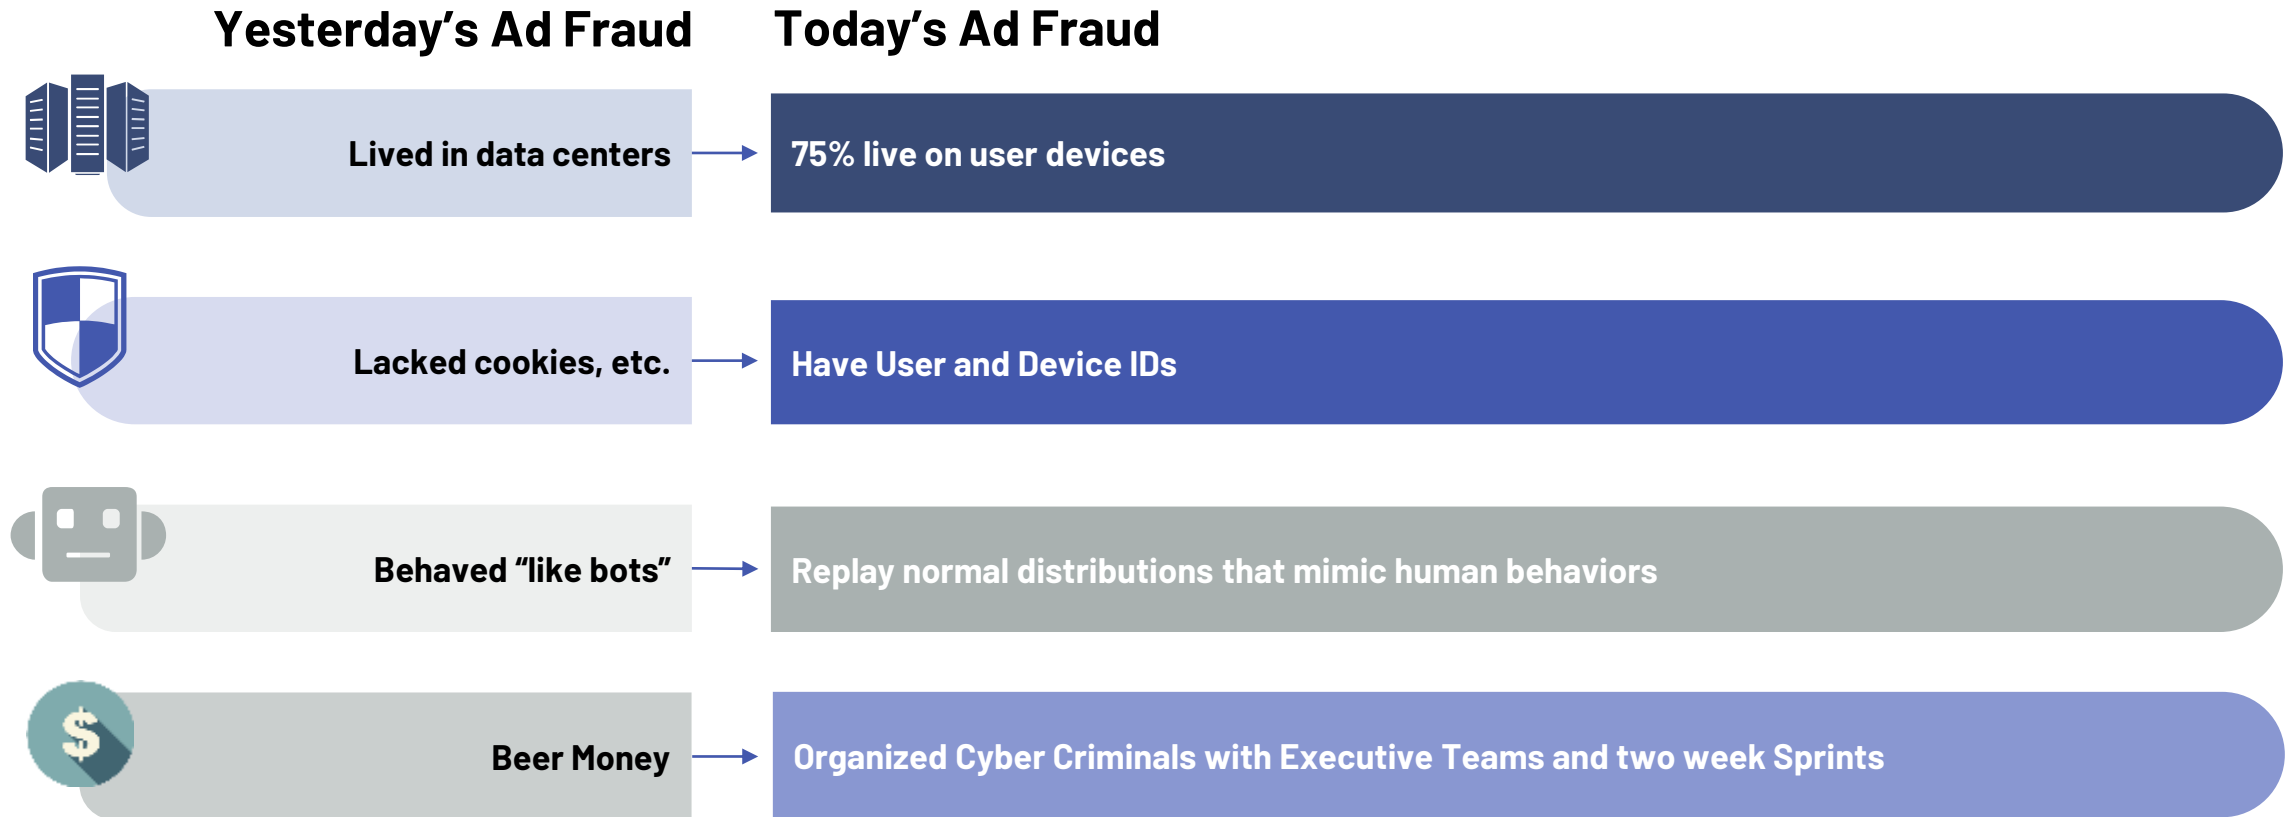 Yesterday’s Ad Fraud
Today’s Ad Fraud
Lived in data centers
75% live on user devices
Lacked cookies, etc.
Have User and Device IDs
Behaved “like bots”
Replay normal distributions that mimic human behaviors
$
Beer Money
Organized Cyber Criminals with Executive Teams and two week Sprints